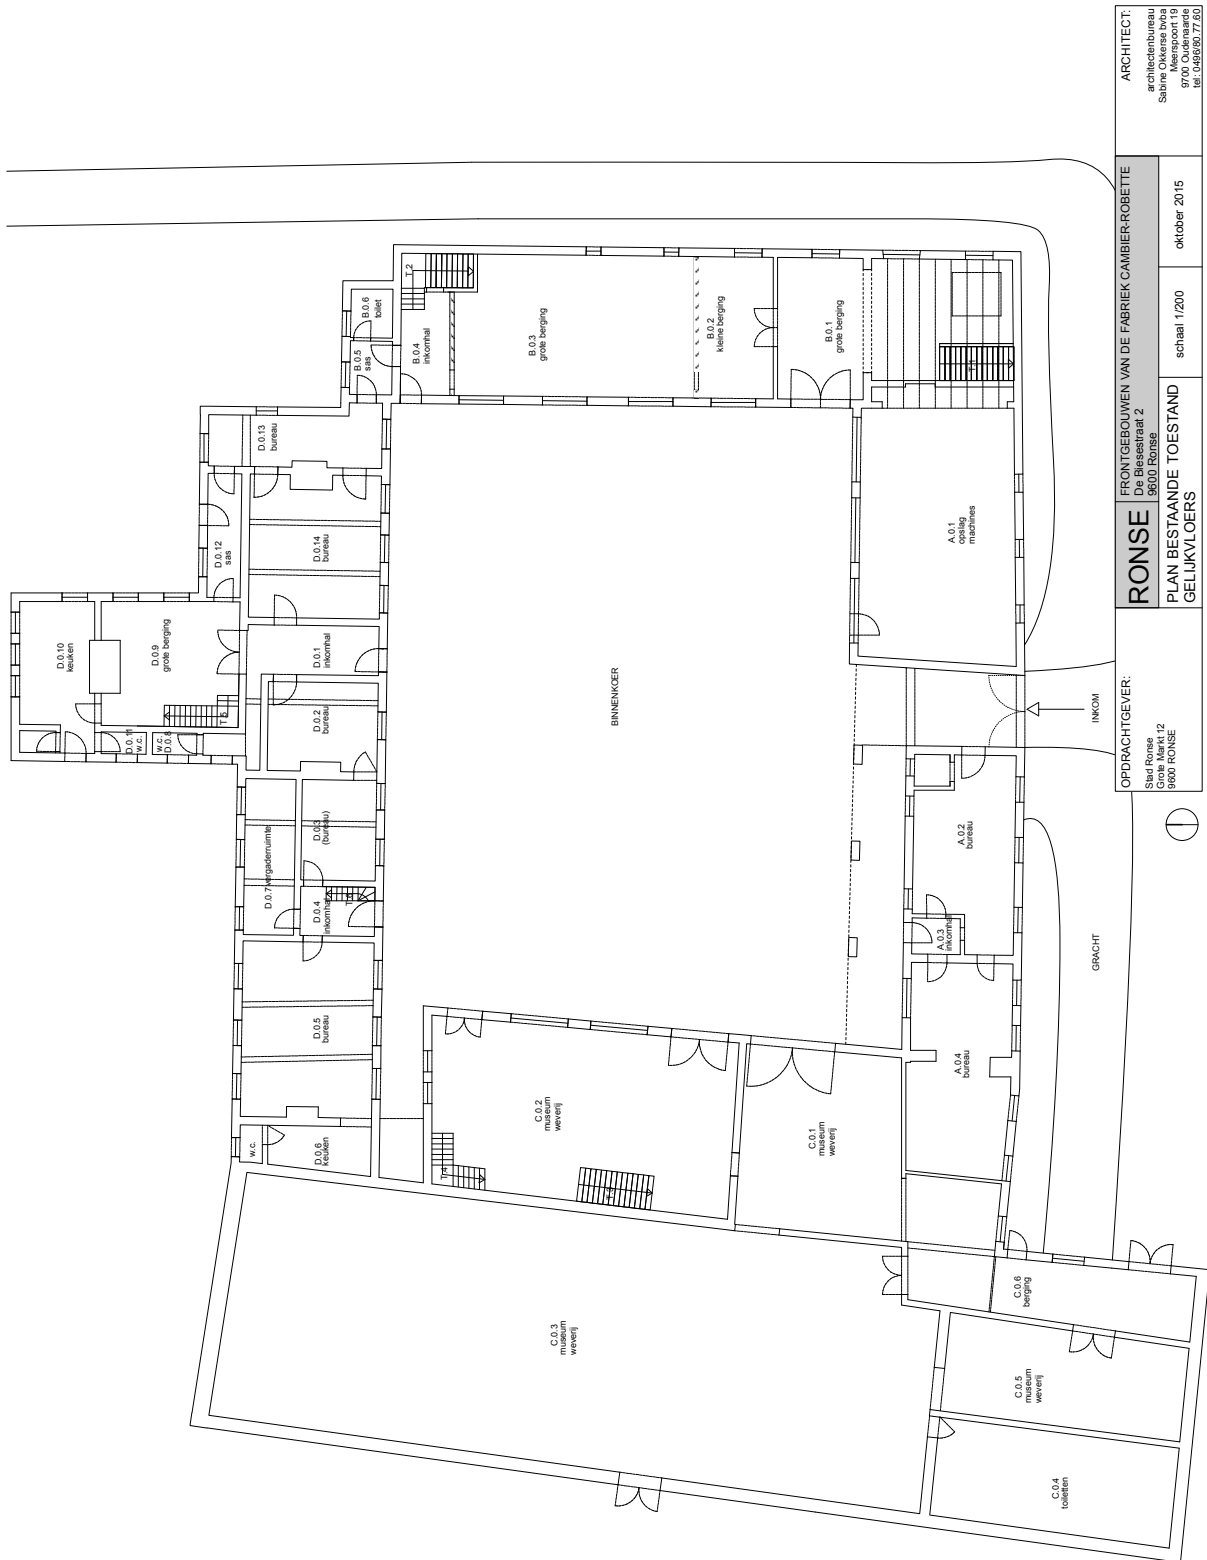 D.0.10
keuken
D.0.9
grote berging
T.5
D.0.11
w.c.
w.c.
D.0.8
D.0.12
sas
D.0.13
bureau
D.0.14
bureau
D.0.1
inkomhal
D.0.2
bureau
D.0.3
(bureau)
D.0.7 vergaderruimte
D.0.4
inkomhal
T.6
D.0.5
bureau
w.c.
D.0.6
keuken
B.0.6
toilet
B.0.5
sas
T.2
B.0.4
inkomhal
B.0.3
grote berging
B.0.2
kleine berging
B.0.1
grote berging
T.1
BINNENKOER
A.0.1
opslag
machines
A.0.2
bureau
A.0.3
inkomhal
A.0.4
bureau
C.0.2
museum
weverij
T.4
T.3
C.0.1
museum
weverij
C.0.3
museum
weverij
C.0.6
berging
C.0.5
museum
weverij
C.0.4
toiletten
INKOM
GRACHT
OPDRACHTGEVER:
Stad Ronse
Grote Markt 12
9600 RONSE
RONSE
FRONTGEBOUWEN VAN DE FABRIEK CAMBIER-ROBETTE
De Biesestraat 2
9600 Ronse
PLAN BESTAANDE TOESTAND
GELIJKVLOERS
schaal 1/200
oktober 2015
ARCHITECT:
architectenbureau
Sabine Okkerse bvba
Meerspoort 19
9700 Oudenaarde
tel: 0496/80.77.60